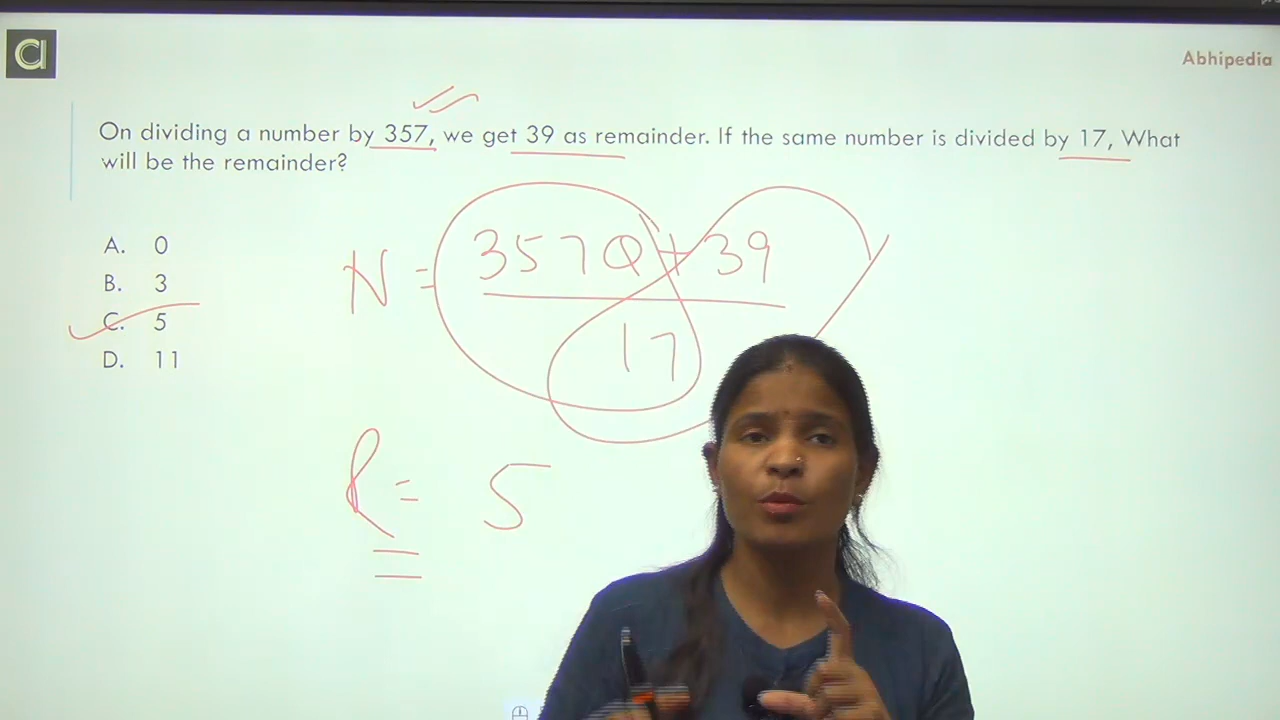 Abhipedia
On dividing a number by 357, we get 39 as remainder. If the same number is divided by 17, What
will be the remainder?
A. 0
B. 3
C. 5
D. 11
N = 357Q + 39
17
R = 5